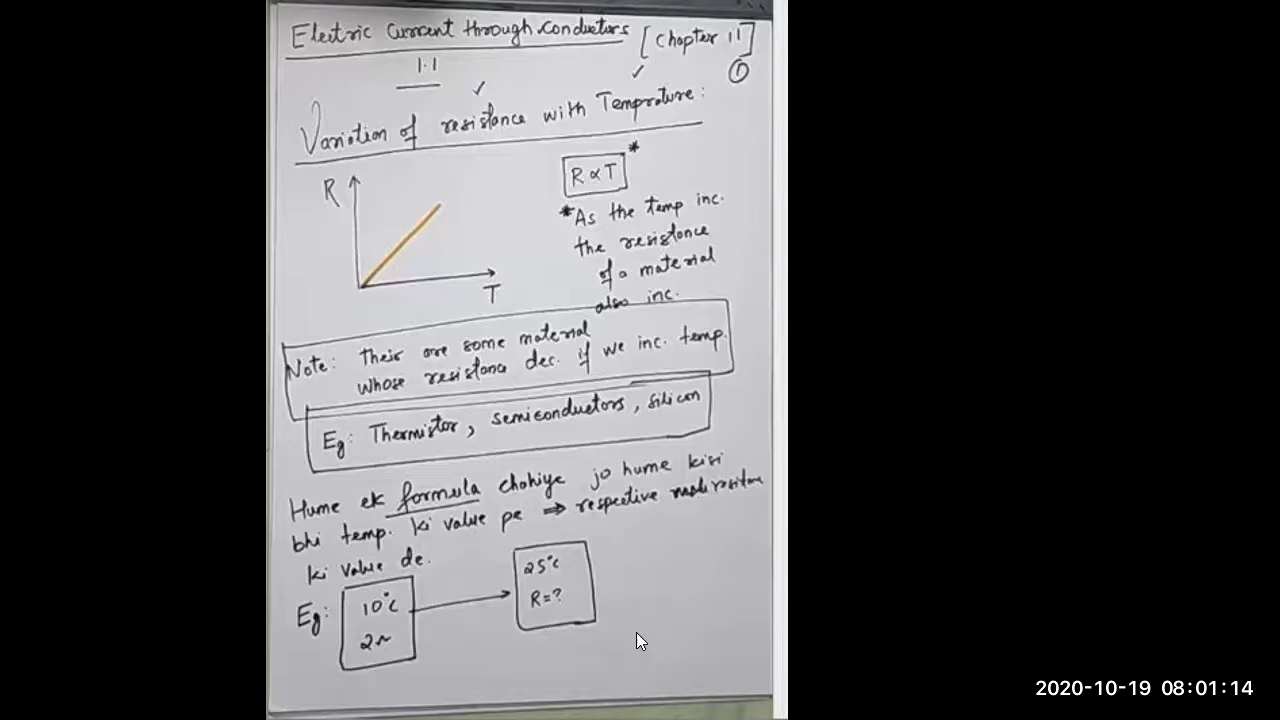 Electric Current through conductors [Chapter 11]
1.1
①
Variation of resistance with Temprature:
R
T
R ∝ T *
*As the temp inc.
the resistance
of a material
also inc.
Note: Their are some material
whose resistance dec. if we inc. temp.
Eg: Thermistor, semiconductors, silicon
Hume ek formula chahiye jo hume kisi
bhi temp. ki value pe ⇒ respective
ki value de.
Eg:
10°C
2Ω
25°C
R=?
2020-10-19 08:01:14